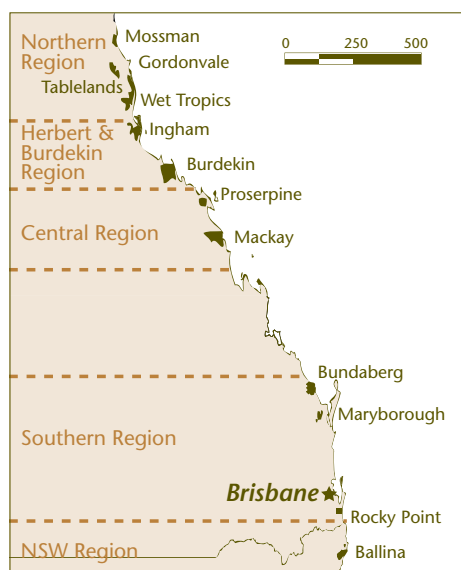 Northern
Region
Mossman
Gordonvale
Tablelands
Wet Tropics
0 250 500
Herbert &
Burdekin
Region
Ingham
Burdekin
Proserpine
Central Region
Mackay
Bundaberg
Maryborough
Southern Region
Brisbane
Rocky Point
NSW Region
Ballina